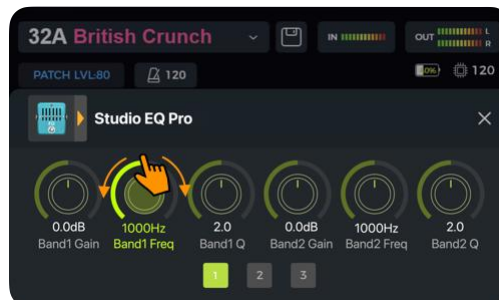 32A British Crunch
IN
OUT
L
R
PATCH LVL:80
120
0%
120
Studio EQ Pro
0.0dB
1000Hz
2.0
0.0dB
1000Hz
2.0
Band1 Gain
Band1 Freq
Band1 Q
Band2 Gain
Band2 Freq
Band2 Q
1
2
3